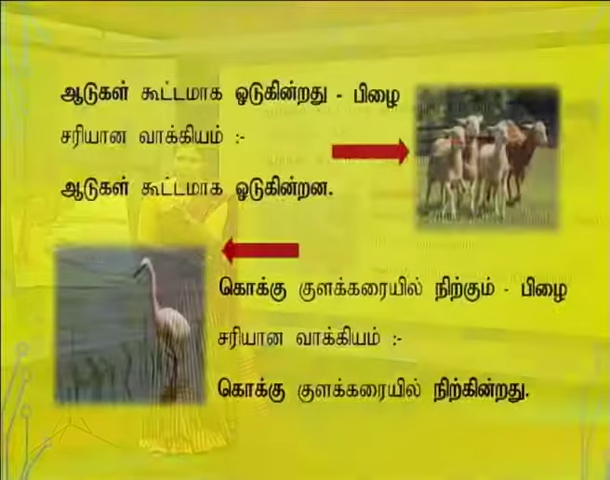 ஆடுகள் கூட்டமாக ஓடுகின்றது - பிழை
சரியான வாக்கியம் :-
ஆடுகள் கூட்டமாக ஓடுகின்றன.
கொக்கு குளக்கரையில் நிற்கும் - பிழை
சரியான வாக்கியம் :-
கொக்கு குளக்கரையில் நிற்கின்றது.